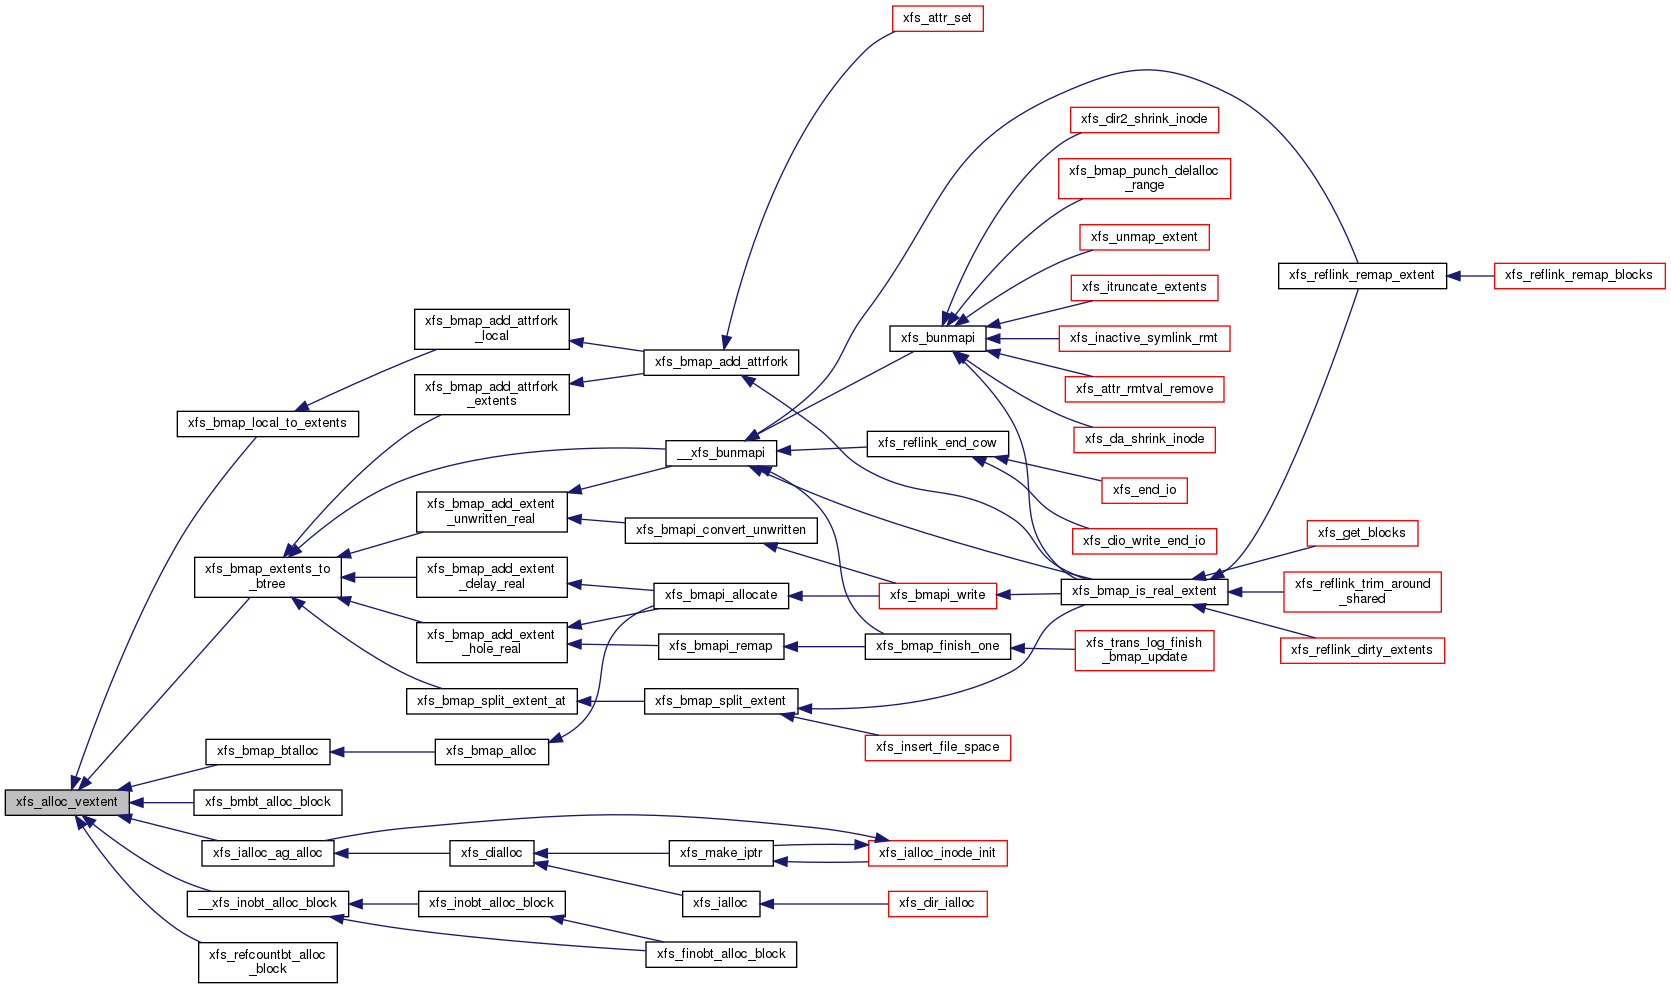 xfs_attr_set
xfs_dir2_shrink_inode
xfs_bmap_punch_delalloc
_range
xfs_unmap_extent
xfs_reflink_remap_extent
xfs_reflink_remap_blocks
xfs_itruncate_extents
xfs_bmap_add_attrfork
_local
xfs_bunmapi
xfs_inactive_symlink_rmt
xfs_bmap_add_attrfork
xfs_bmap_add_attrfork
_extents
xfs_attr_rmtval_remove
xfs_bmap_local_to_extents
xfs_da_shrink_inode
__xfs_bunmapi
xfs_reflink_end_cow
xfs_end_io
xfs_bmap_add_extent
_unwritten_real
xfs_bmapi_convert_unwritten
xfs_dio_write_end_io
xfs_get_blocks
xfs_bmap_extents_to
_btree
xfs_bmap_add_extent
_delay_real
xfs_bmapi_allocate
xfs_bmapi_write
xfs_bmap_is_real_extent
xfs_reflink_trim_around
_shared
xfs_bmap_add_extent
_hole_real
xfs_bmapi_remap
xfs_bmap_finish_one
xfs_trans_log_finish
_bmap_update
xfs_reflink_dirty_extents
xfs_bmap_split_extent_at
xfs_bmap_split_extent
xfs_insert_file_space
xfs_bmap_btalloc
xfs_bmap_alloc
xfs_alloc_vextent
xfs_bmbt_alloc_block
xfs_ialloc_ag_alloc
xfs_dialloc
xfs_make_iptr
xfs_ialloc_inode_init
__xfs_inobt_alloc_block
xfs_inobt_alloc_block
xfs_ialloc
xfs_dir_ialloc
xfs_refcountbt_alloc
_block
xfs_finobt_alloc_block